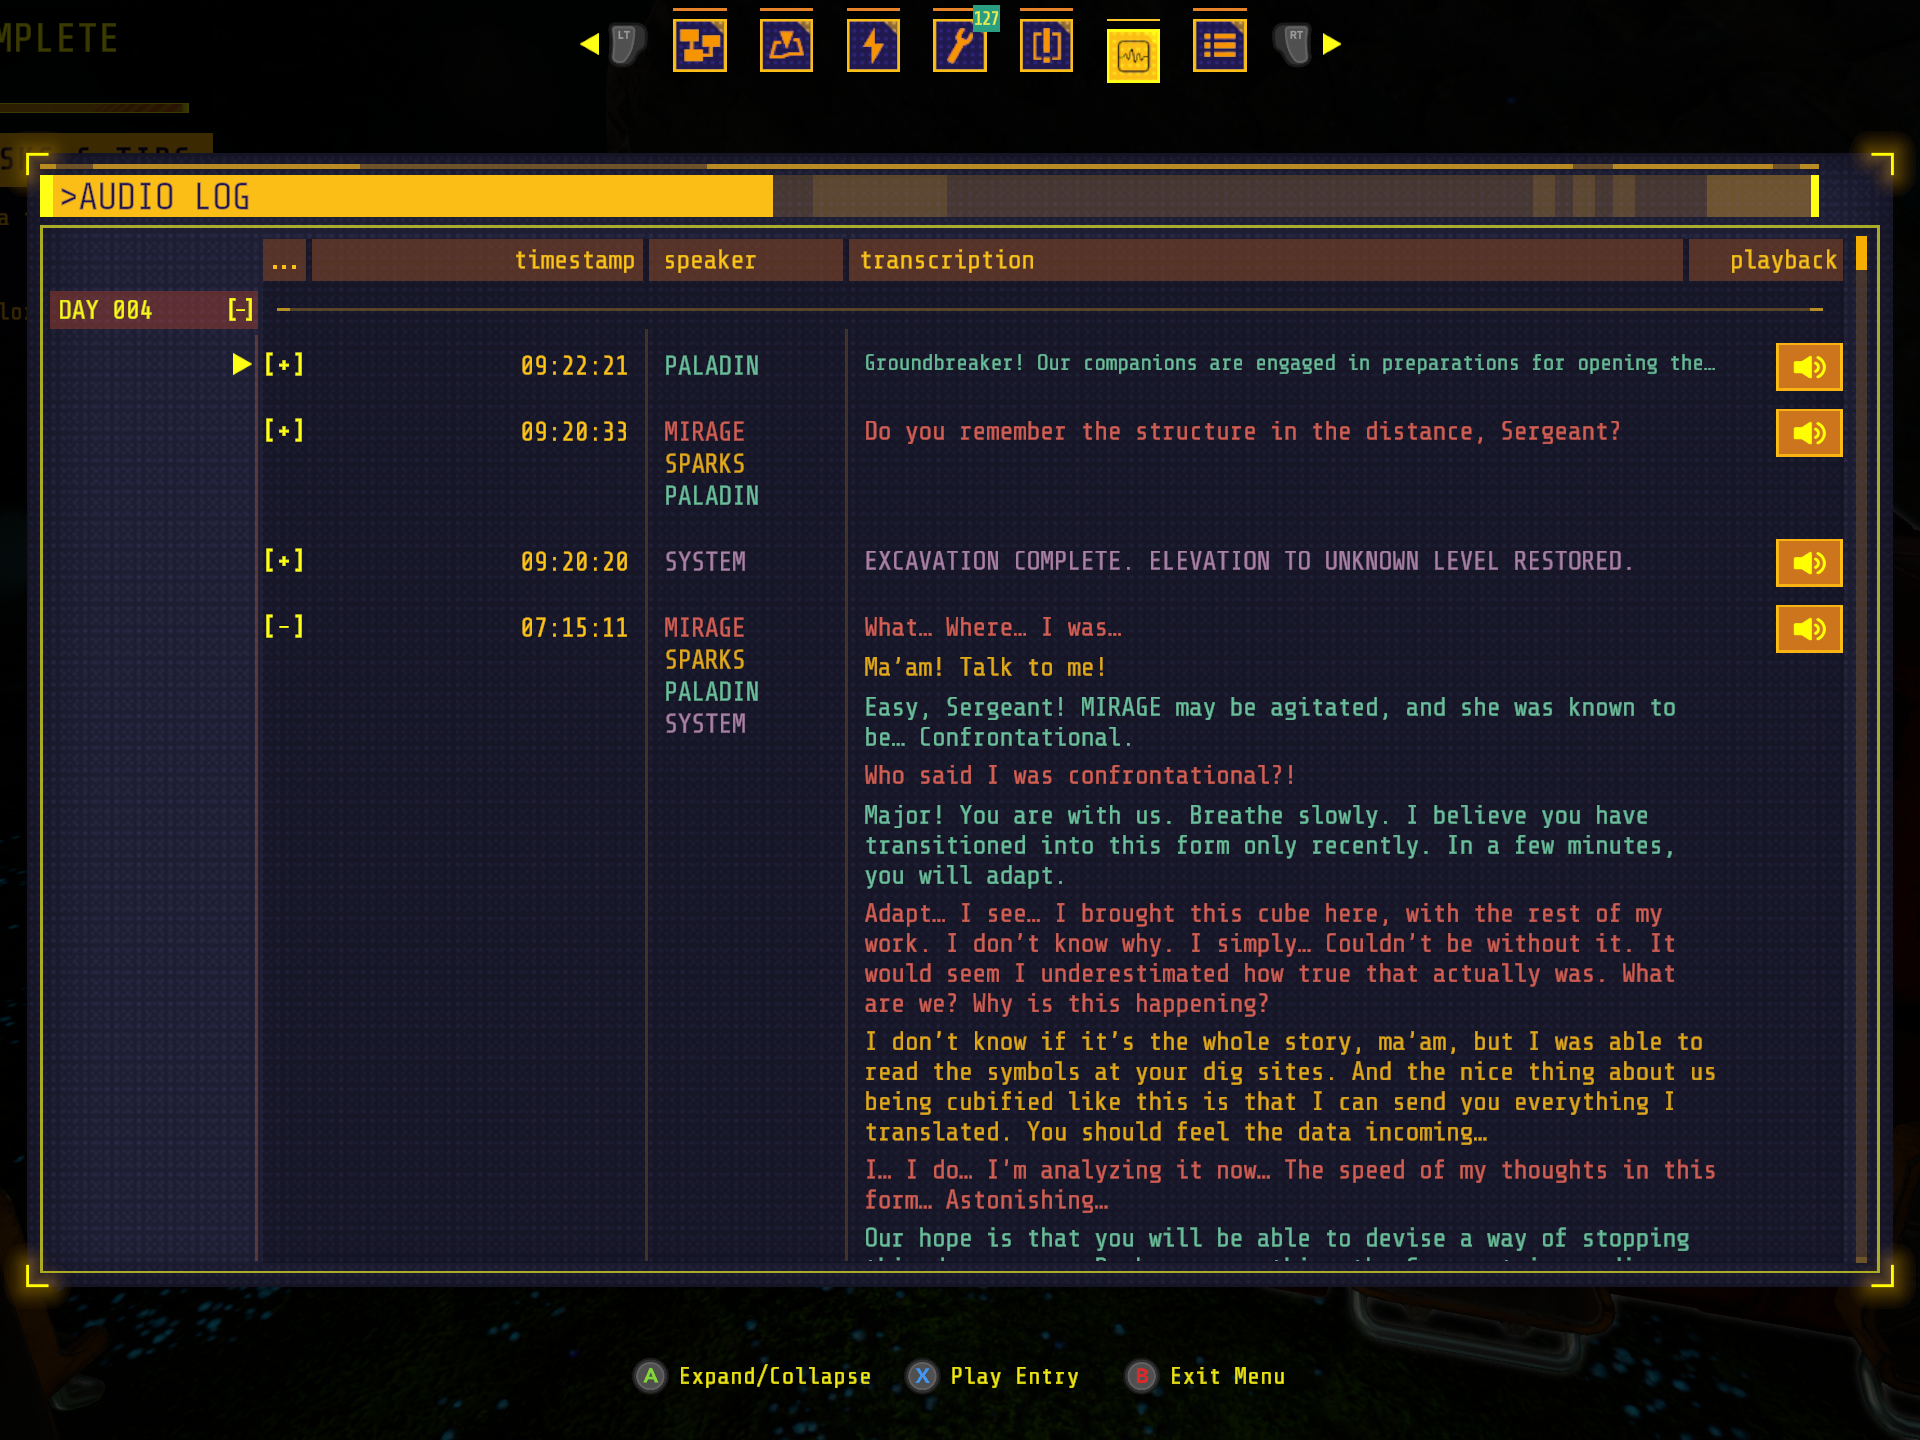 MPLETE
LT
127
RT
>AUDIO LOG
... timestamp speaker transcription playback
DAY 004 [-]
[+] 09:22:21 PALADIN Groundbreaker! Our companions are engaged in preparations for opening the…
[+] 09:20:33 MIRAGE Do you remember the structure in the distance, Sergeant?
SPARKS
PALADIN
[+] 09:20:20 SYSTEM EXCAVATION COMPLETE. ELEVATION TO UNKNOWN LEVEL RESTORED.
[-] 07:15:11 MIRAGE What… Where… I was…
SPARKS Ma’am! Talk to me!
PALADIN Easy, Sergeant! MIRAGE may be agitated, and she was known to
SYSTEM be… Confrontational.
Who said I was confrontational?!
Major! You are with us. Breathe slowly. I believe you have
transitioned into this form only recently. In a few minutes,
you will adapt.
Adapt… I see… I brought this cube here, with the rest of my
work. I don’t know why. I simply… Couldn’t be without it. It
would seem I underestimated how true that actually was. What
are we? Why is this happening?
I don’t know if it’s the whole story, ma’am, but I was able to
read the symbols at your dig sites. And the nice thing about us
being cubified like this is that I can send you everything I
translated. You should feel the data incoming…
I… I do… I'm analyzing it now… The speed of my thoughts in this
form… Astonishing…
Our hope is that you will be able to devise a way of stopping
A Expand/Collapse X Play Entry B Exit Menu